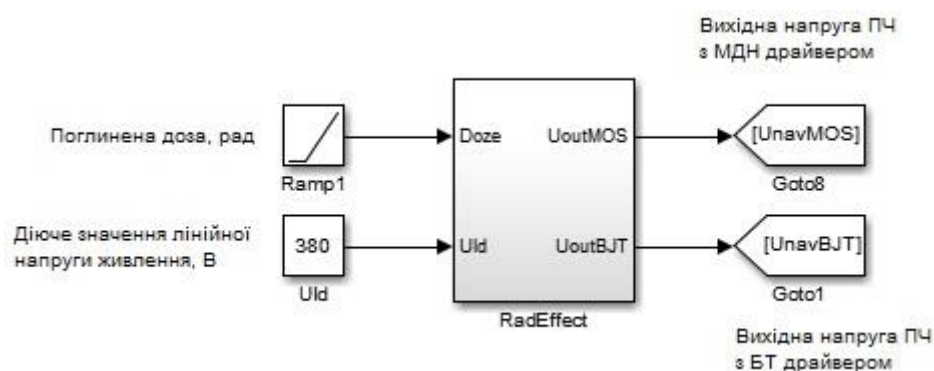 Вихідна напруга ПЧ
з МДН драйвером
Поглинена доза, рад
Ramp1
Doze
UoutMOS
[UnavMOS]
Goto8
Діюче значення лінійної
напруги живлення, В
380
Uld
Uld
UoutBJT
[UnavBJT]
Goto1
RadEffect
Вихідна напруга ПЧ
з БТ драйвером